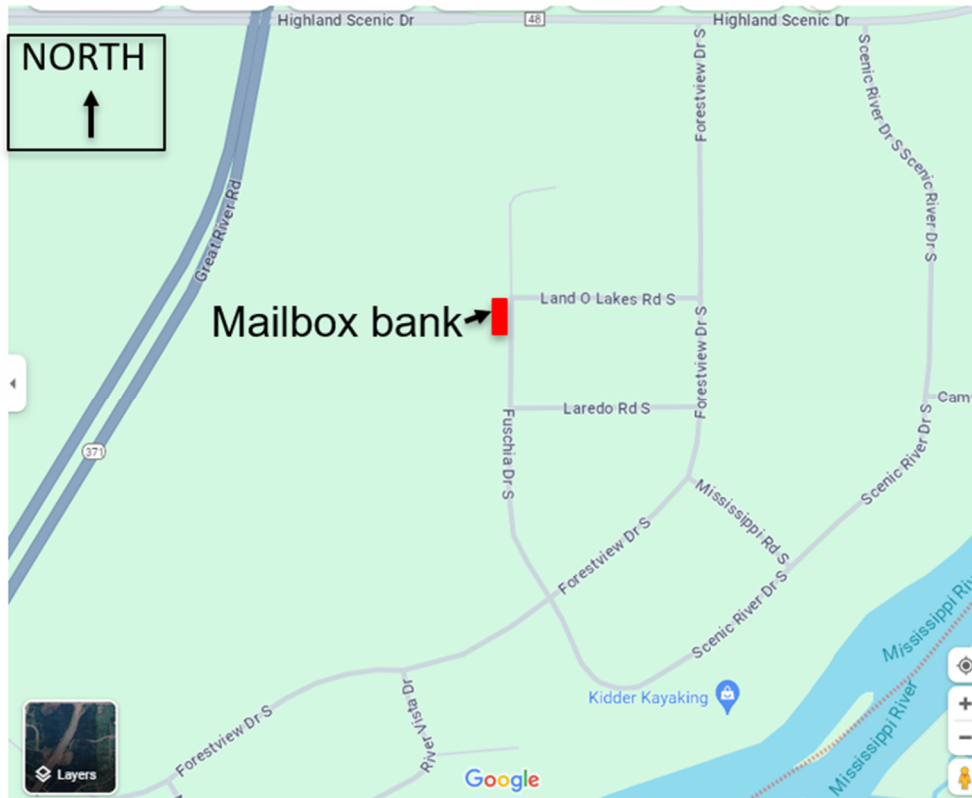 Highland Scenic Dr
48
Highland Scenic Dr
NORTH
Forestview Dr S
Scenic River Dr S
Scenic River Dr S
Great River Rd
Land O Lakes Rd S
Mailbox bank
Forestview Dr S
Laredo Rd S
Cam
371
Fuschia Dr S
Scenic River Dr S
Mississippi Rd S
Forestview Dr S
Scenic River Dr S
Mississippi Riv
Kidder Kayaking
Mississippi River
River Vista Dr
Forestview Dr S
Layers
Google